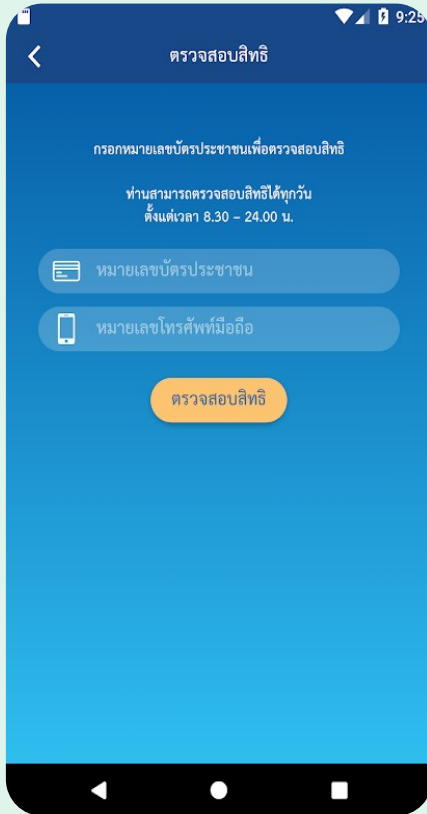 9:25
ตรวจสอบสิทธิ
กรอกหมายเลขบัตรประชาชนเพื่อตรวจสอบสิทธิ
ท่านสามารถตรวจสอบสิทธิได้ทุกวัน
ตั้งแต่เวลา 8.30 – 24.00 น.
หมายเลขบัตรประชาชน
หมายเลขโทรศัพท์มือถือ
ตรวจสอบสิทธิ